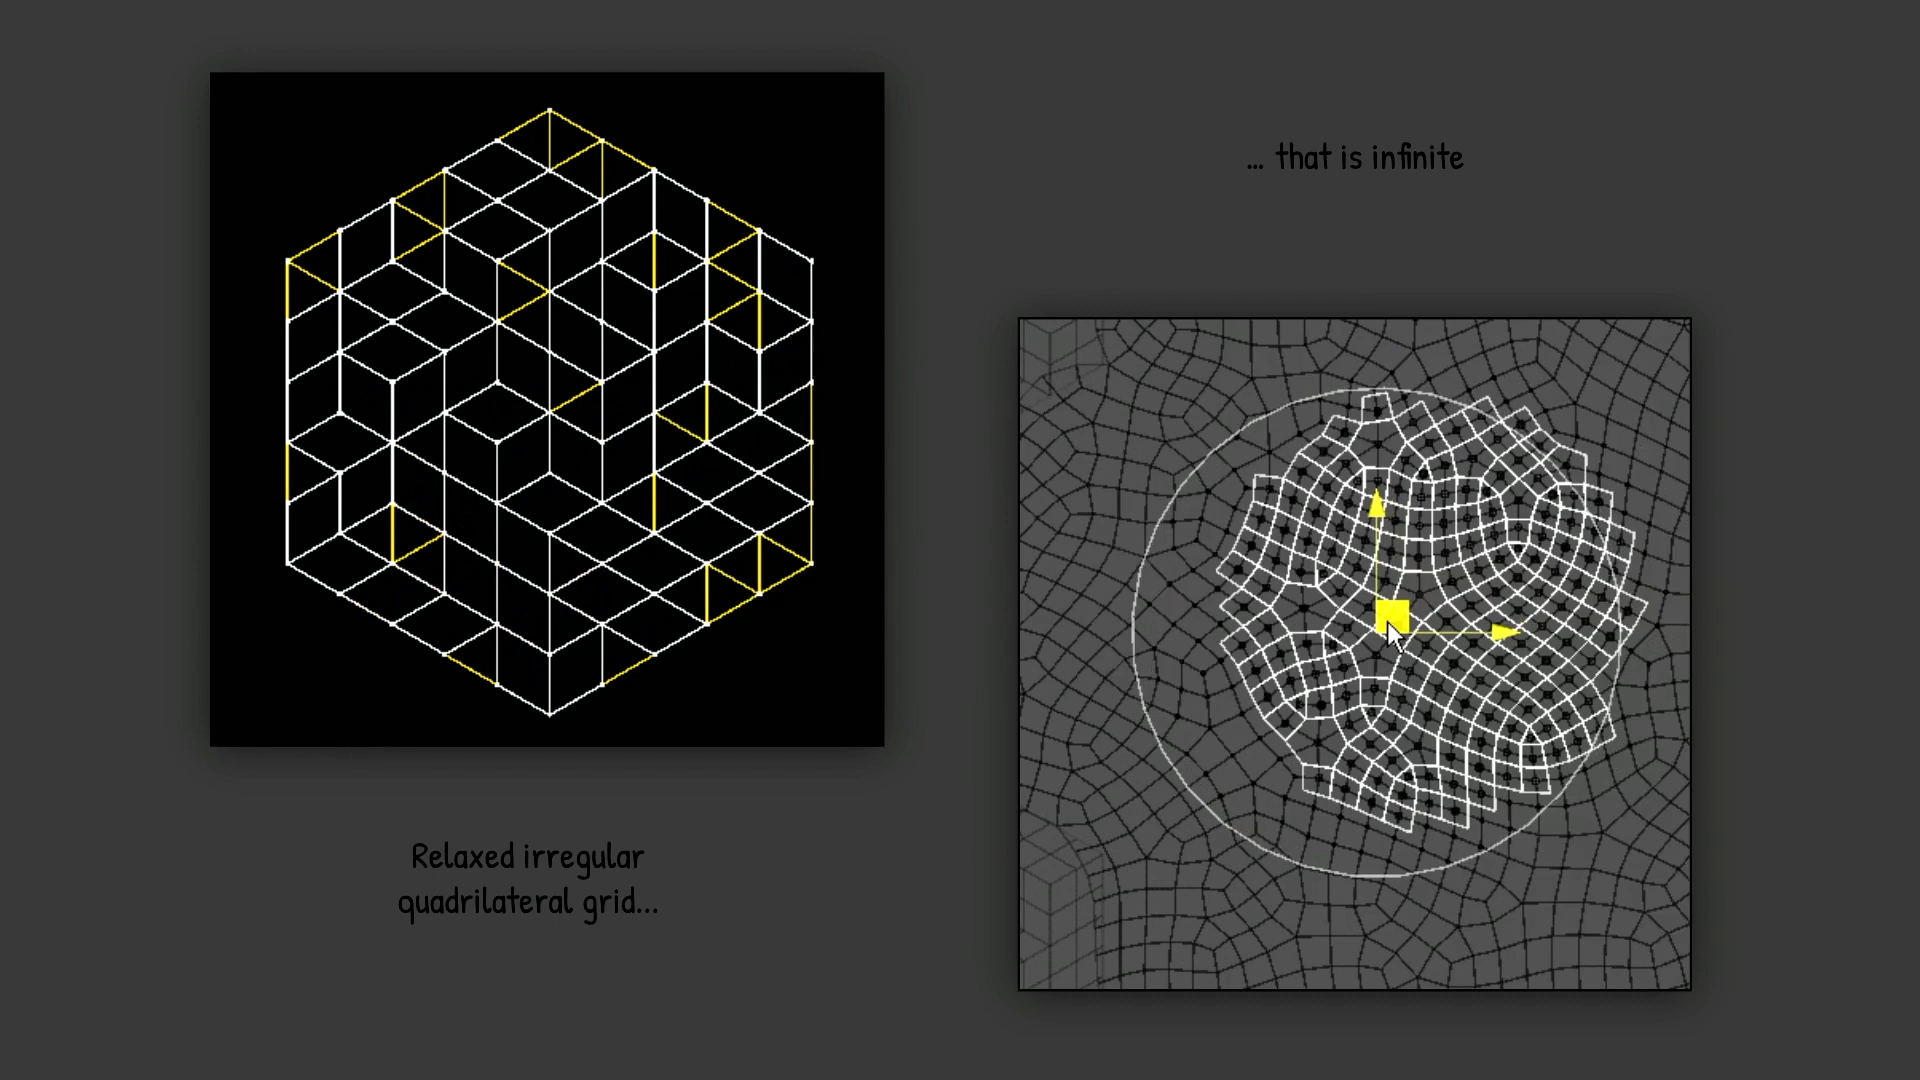 ... that is infinite
Relaxed irregular
quadrilateral grid...